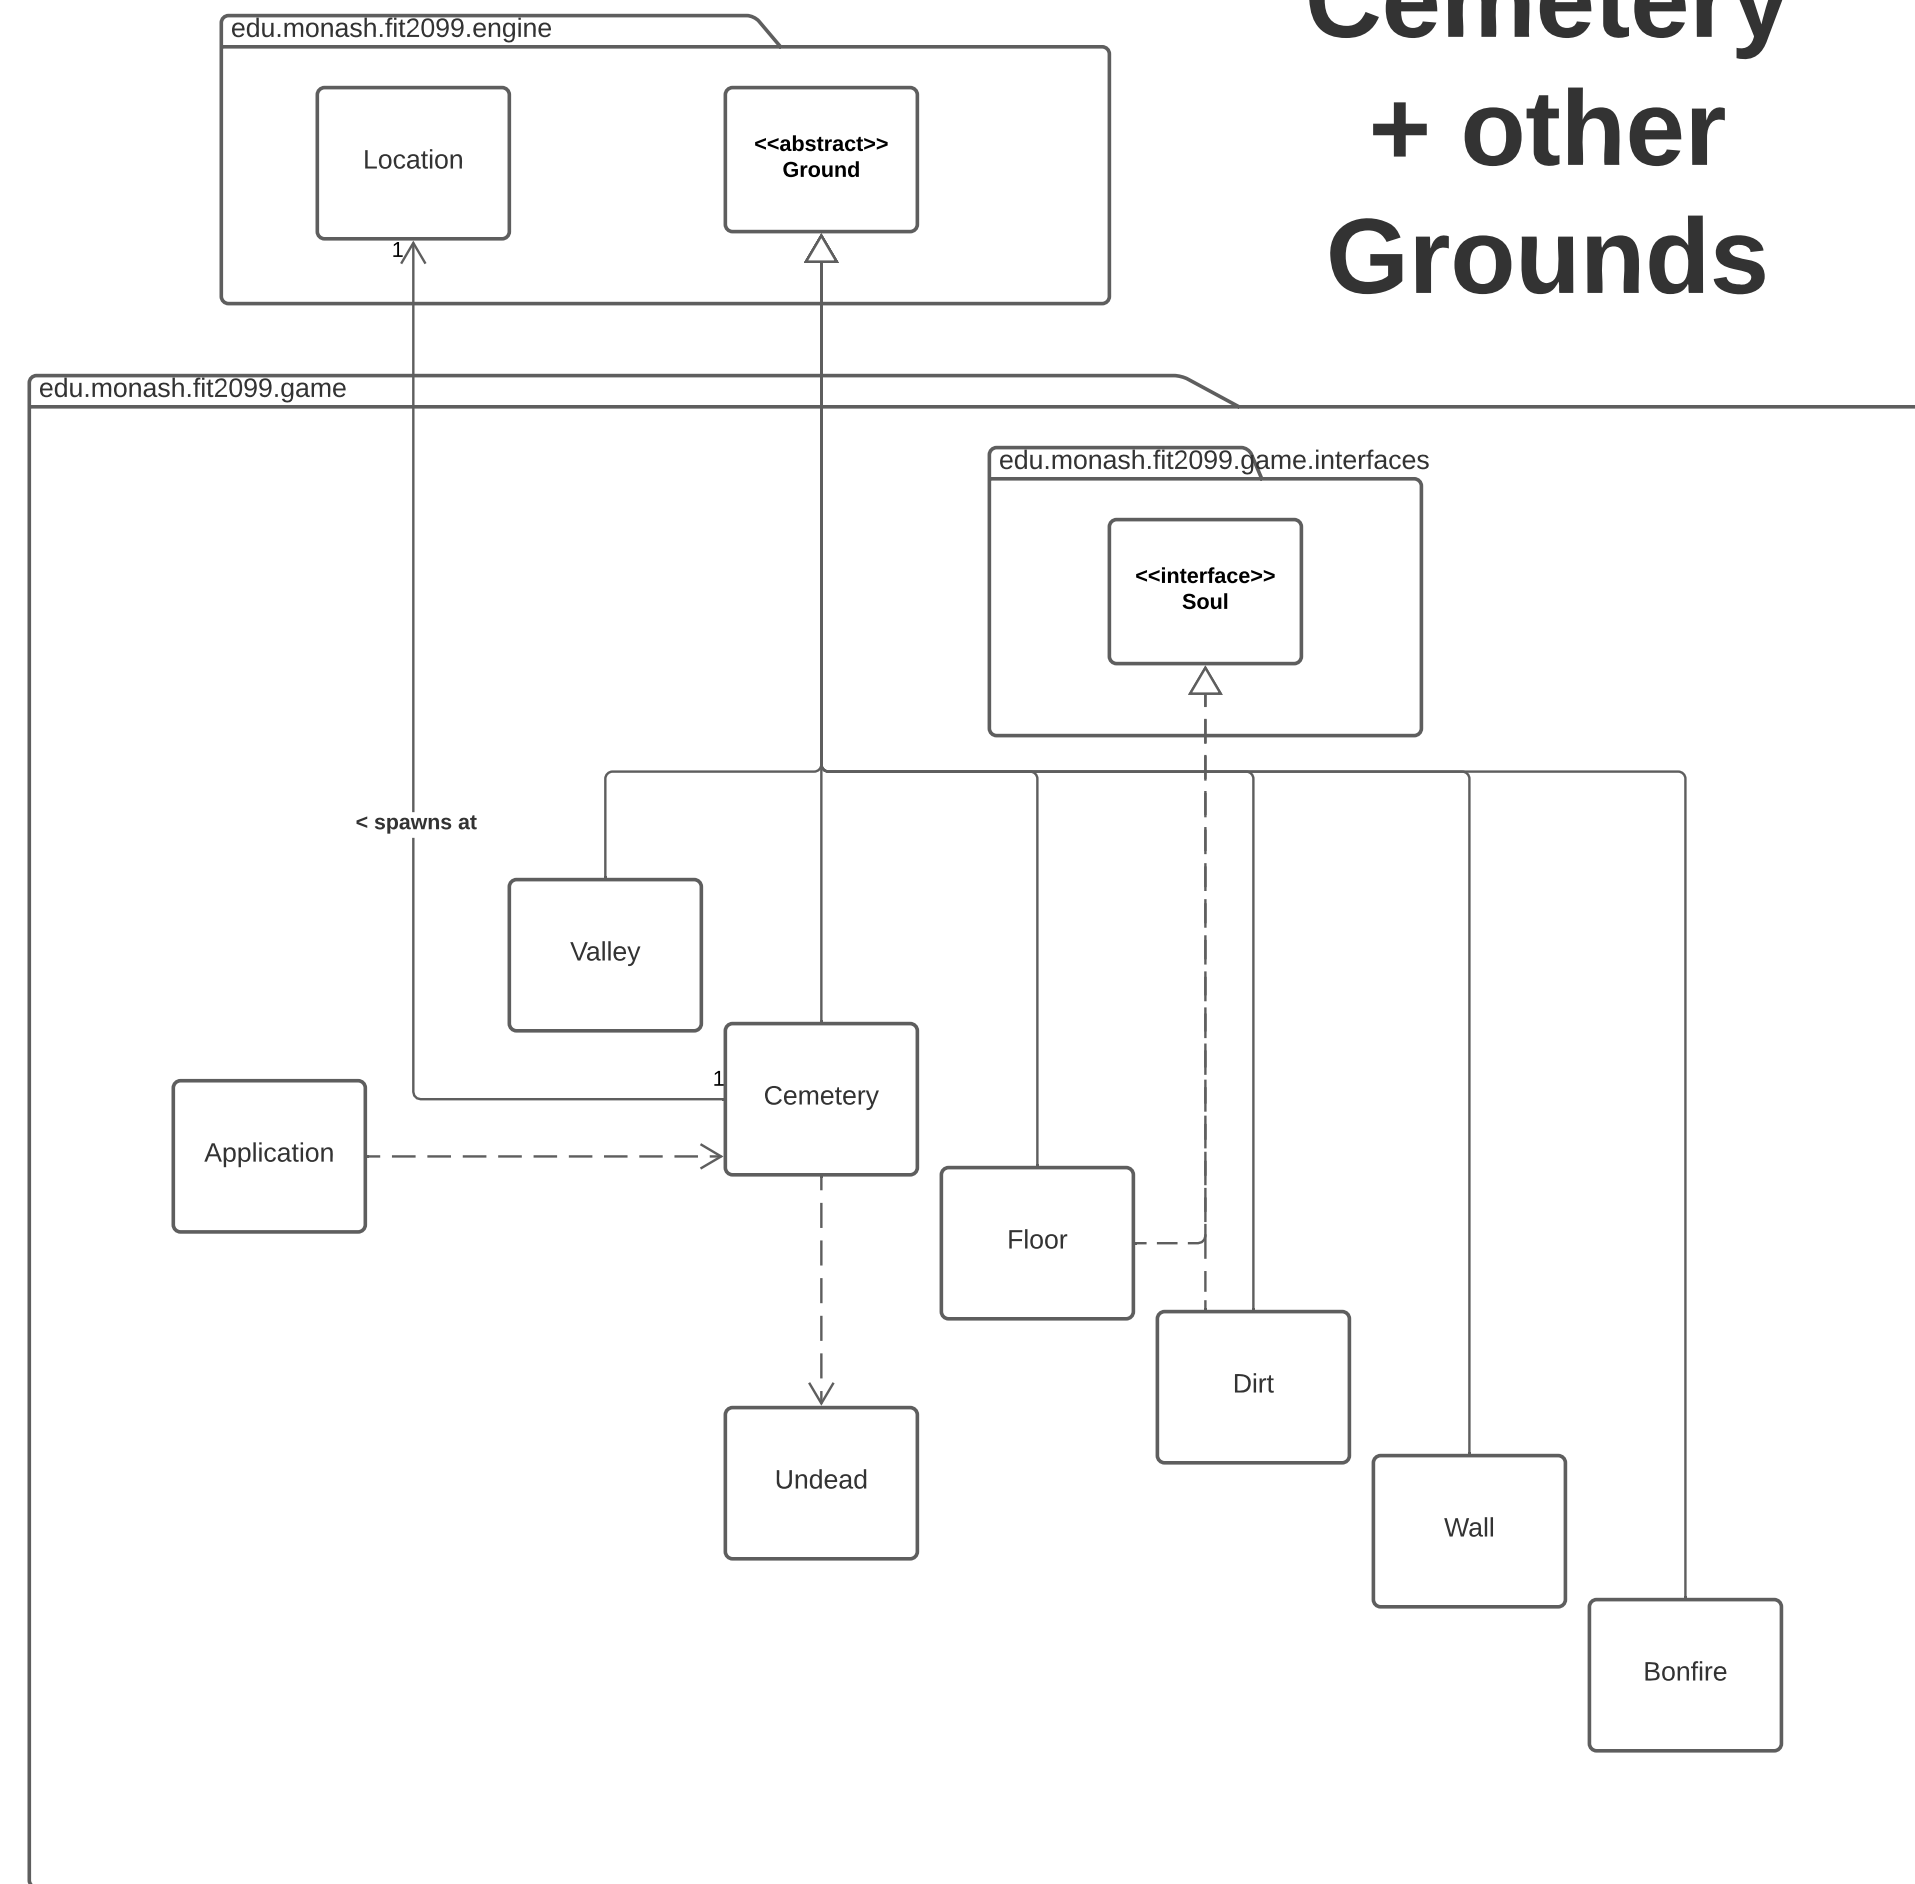 Cemetery
+ other
Grounds
edu.monash.fit2099.engine
Location
<<abstract>>
Ground
1
edu.monash.fit2099.game
edu.monash.fit2099.game.interfaces
<<interface>>
Soul
< spawns at
Valley
1
Cemetery
Application
Floor
Dirt
Undead
Wall
Bonfire